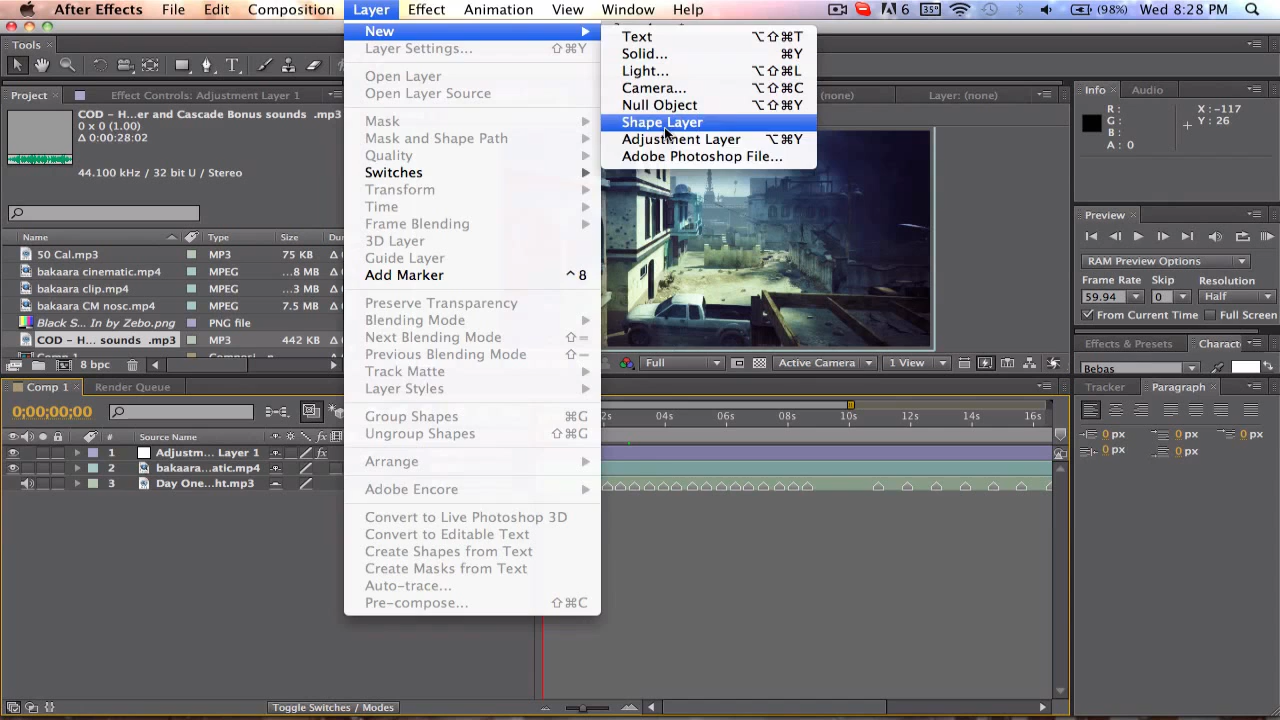 After Effects File Edit Composition Layer Effect Animation View Window Help 6 35° (98%) Wed 8:28 PM
Tools
New
Text ⌥⇧⌘T
Layer Settings... ⇧⌘Y
Solid... ⌘Y
Open Layer
Light... ⌥⇧⌘L
Open Layer Source
Camera... ⌥⇧⌘C
Null Object ⌥⇧⌘Y
Shape Layer
Adjustment Layer ⌥⌘Y
Adobe Photoshop File...
Project Effect Controls: Adjustment Layer 1
(none) Layer: (none)
COD - H...er and Cascade Bonus sounds .mp3
0 x 0 (1.00)
Δ 0:00:28:02
44.100 kHz / 32 bit U / Stereo
Mask
Mask and Shape Path
Quality
Switches
Transform
Time
Frame Blending
3D Layer
Guide Layer
Add Marker ^8
Preserve Transparency
Blending Mode
Next Blending Mode ⇧=
Previous Blending Mode ⇧−
Track Matte
Layer Styles
Group Shapes ⌘G
Ungroup Shapes ⇧⌘G
Arrange
Adobe Encore
Convert to Live Photoshop 3D
Convert to Editable Text
Create Shapes from Text
Create Masks from Text
Auto-trace...
Pre-compose... ⇧⌘C
Name Type Size Du
50 Cal.mp3 MP3 75 KB
bakaara cinematic.mp4 MPEG ...8 MB
bakaara clip.mp4 MPEG ...6 MB
bakaara CM nosc.mp4 MPEG 7.5 MB
Black S... In by Zebo.png PNG file
COD - H... sounds .mp3 MP3 442 KB
8 bpc
Full Active Camera 1 View
Info Audio
R: X: -117
G: Y: 26
B:
A: 0
Preview
RAM Preview Options
Frame Rate Skip Resolution
59.94 0 Half
From Current Time Full Screen
Effects & Presets Charact
Bebas
Tracker Paragraph
0 px 0 px 0 px
0 px 0 px
Comp 1 Render Queue
0;00;00;00
# Source Name
1 Adjustm... Layer 1
2 bakaara...atic.mp4
3 Day One...ht.mp3
2s 04s 06s 08s 10s 12s 14s 16s
Toggle Switches / Modes